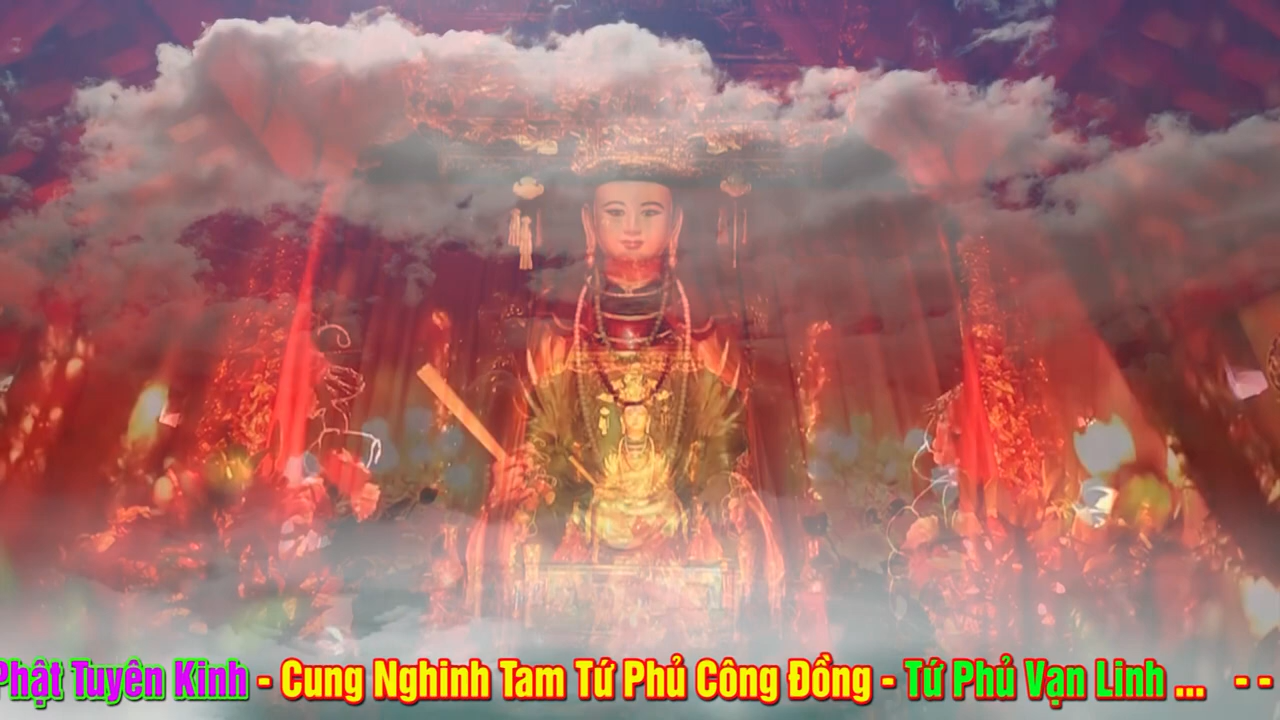 Phật Tuyên Kinh - Cung Nghinh Tam Tứ Phủ Công Đồng - Tứ Phủ Vạn Linh ... - -